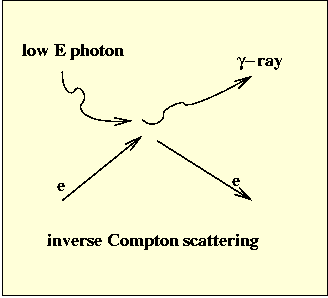 low E photon
γ–ray
e
e
inverse Compton scattering